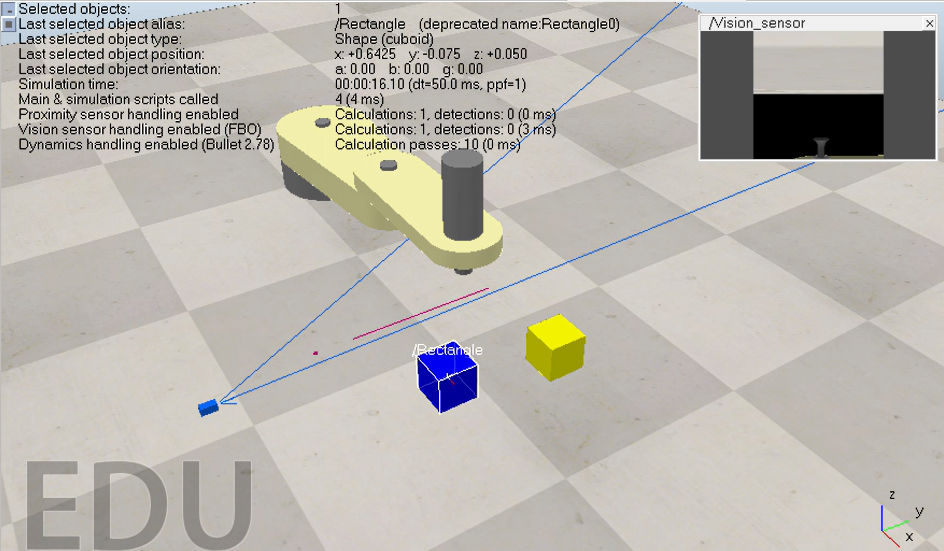 Selected objects: 1
Last selected object alias: /Rectangle (deprecated name:Rectangle0)
Last selected object type: Shape (cuboid)
Last selected object position: x: +0.6425 y: -0.075 z: +0.050
Last selected object orientation: a: 0.00 b: 0.00 g: 0.00
Simulation time: 00:00:16.10 (dt=50.0 ms, ppf=1)
Main & simulation scripts called 4 (4 ms)
Proximity sensor handling enabled Calculations: 1, detections: 0 (0 ms)
Vision sensor handling enabled (FBO) Calculations: 1, detections: 0 (3 ms)
Dynamics handling enabled (Bullet 2.78) Calculation passes: 10 (0 ms)
/Vision_sensor
/Rectangle
EDU
z
y
x